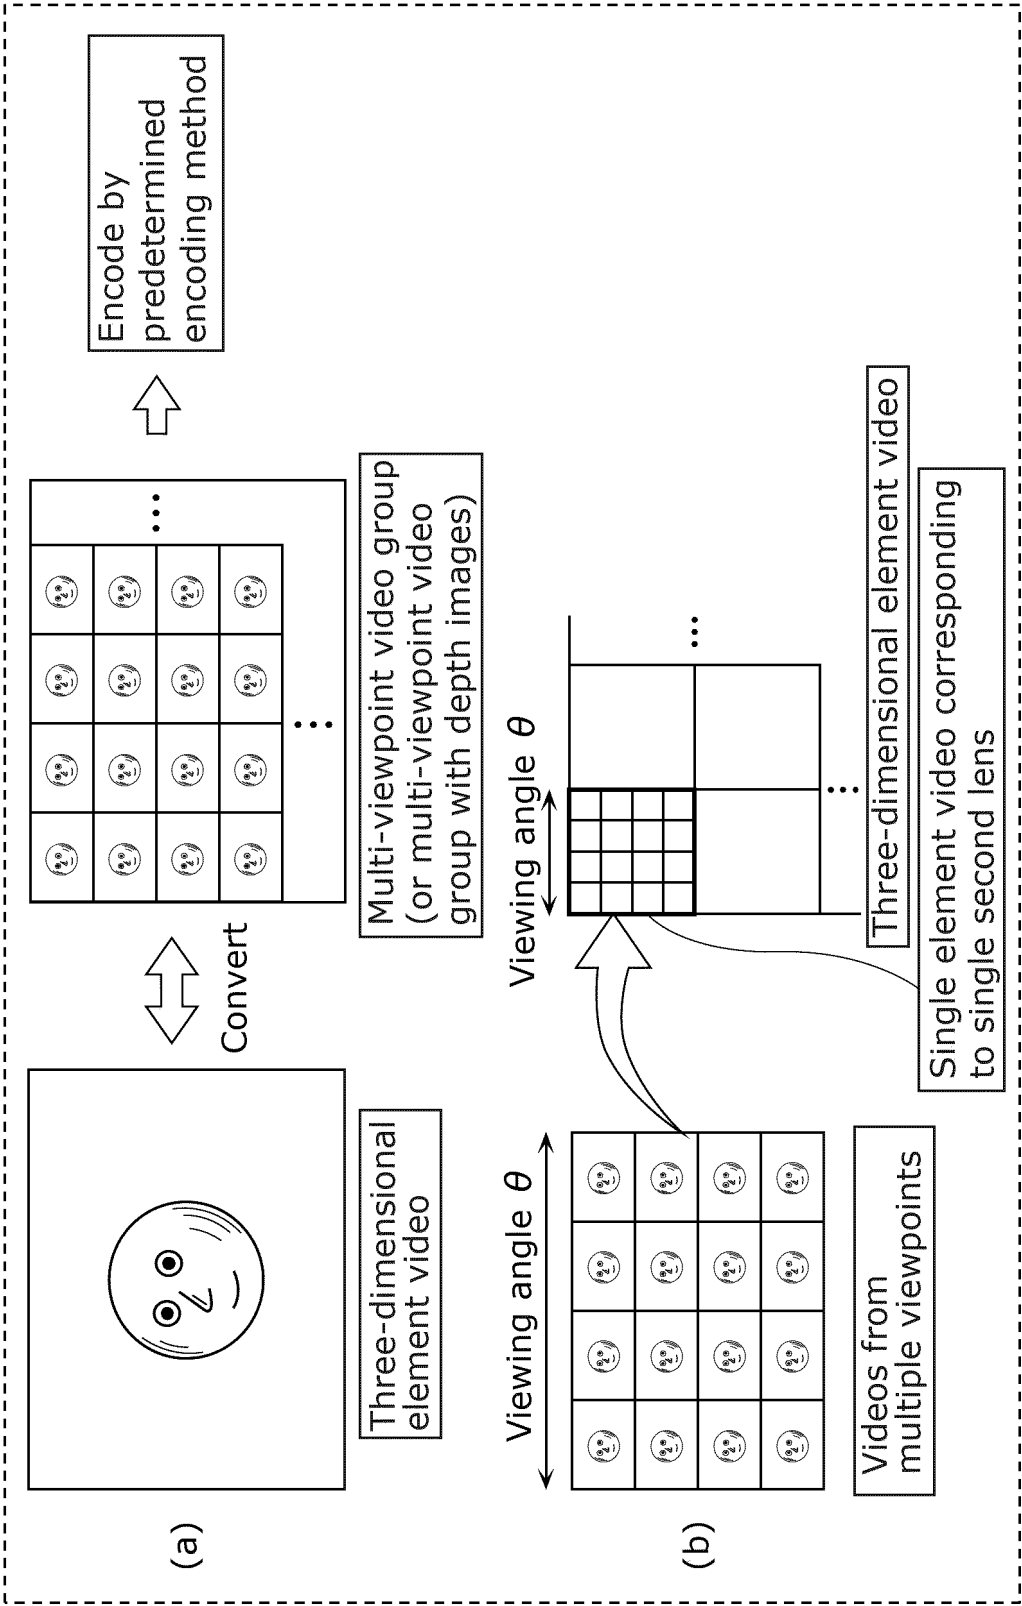 (a)
Three-dimensional
element video
Convert
Multi-viewpoint video group
(or multi-viewpoint video
group with depth images)
Encode by
predetermined
encoding method
(b)
Viewing angle θ
Videos from
multiple viewpoints
Viewing angle θ
Three-dimensional element video
Single element video corresponding
to single second lens